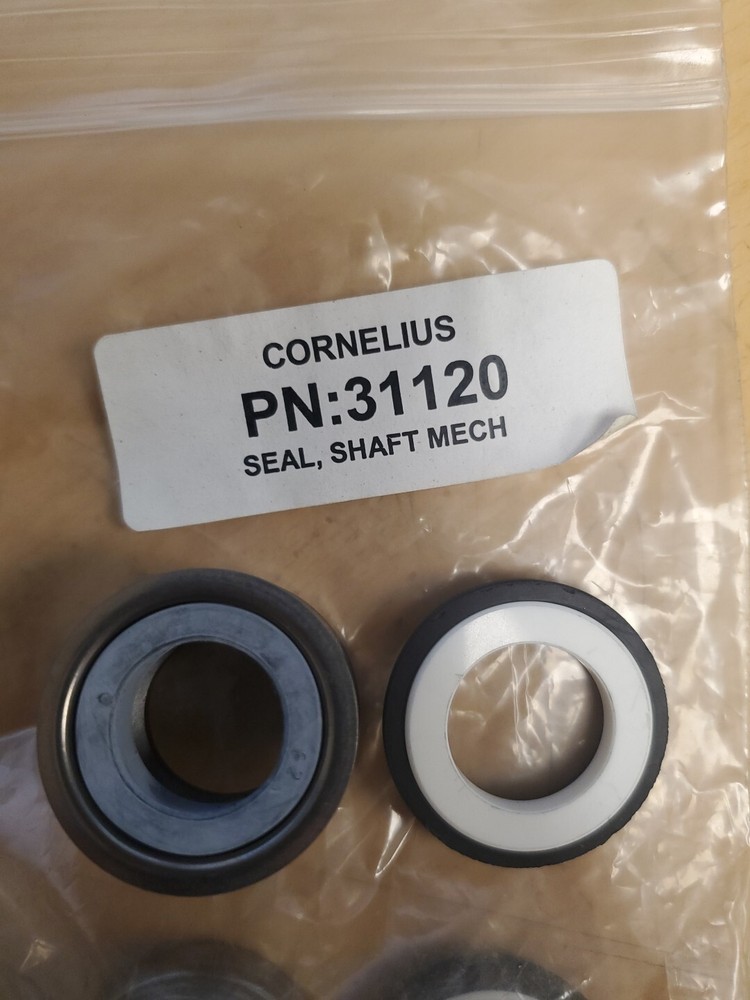 CORNELIUS
PN:31120
SEAL, SHAFT MECH